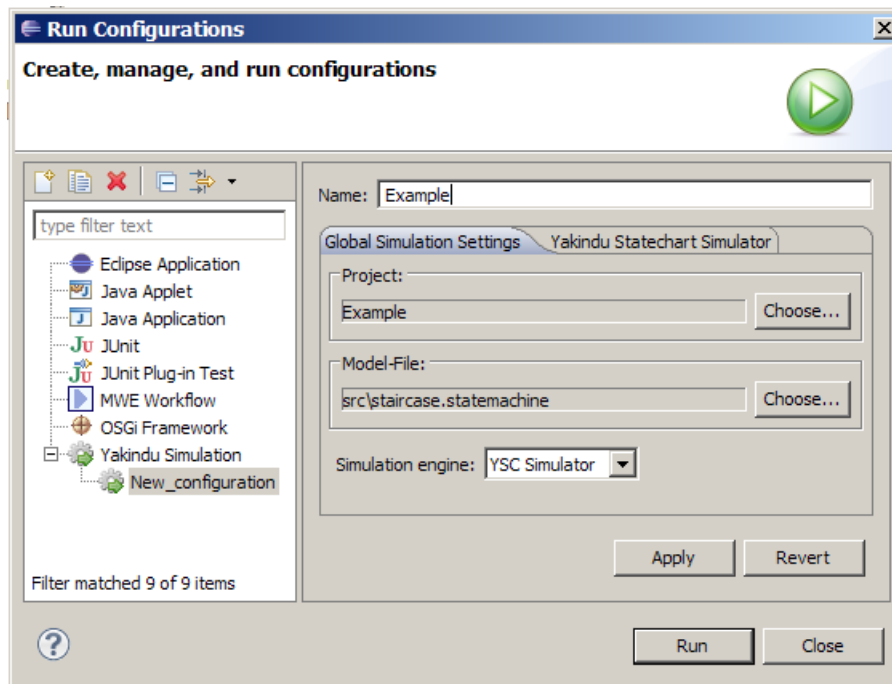 Run Configurations
Create, manage, and run configurations
type filter text
Eclipse Application
Java Applet
Java Application
JUnit
JUnit Plug-in Test
MWE Workflow
OSGi Framework
Yakindu Simulation
New_configuration
Filter matched 9 of 9 items
Name: Example
Global Simulation Settings Yakindu Statechart Simulator
Project:
Example Choose...
Model-File:
src\staircase.statemachine Choose...
Simulation engine: YSC Simulator
Apply Revert
Run Close